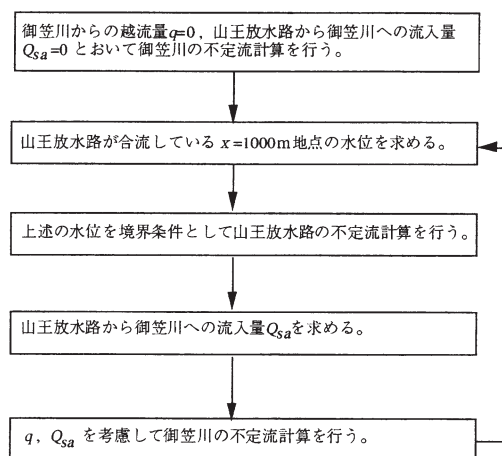 御笠川からの越流量q=0，山王放水路から御笠川への流入量
Qsa=0 とおいて御笠川の不定流計算を行う。
山王放水路が合流している x=1000m地点の水位を求める。
上述の水位を境界条件として山王放水路の不定流計算を行う。
山王放水路から御笠川への流入量Qsaを求める。
q，Qsa を考慮して御笠川の不定流計算を行う。